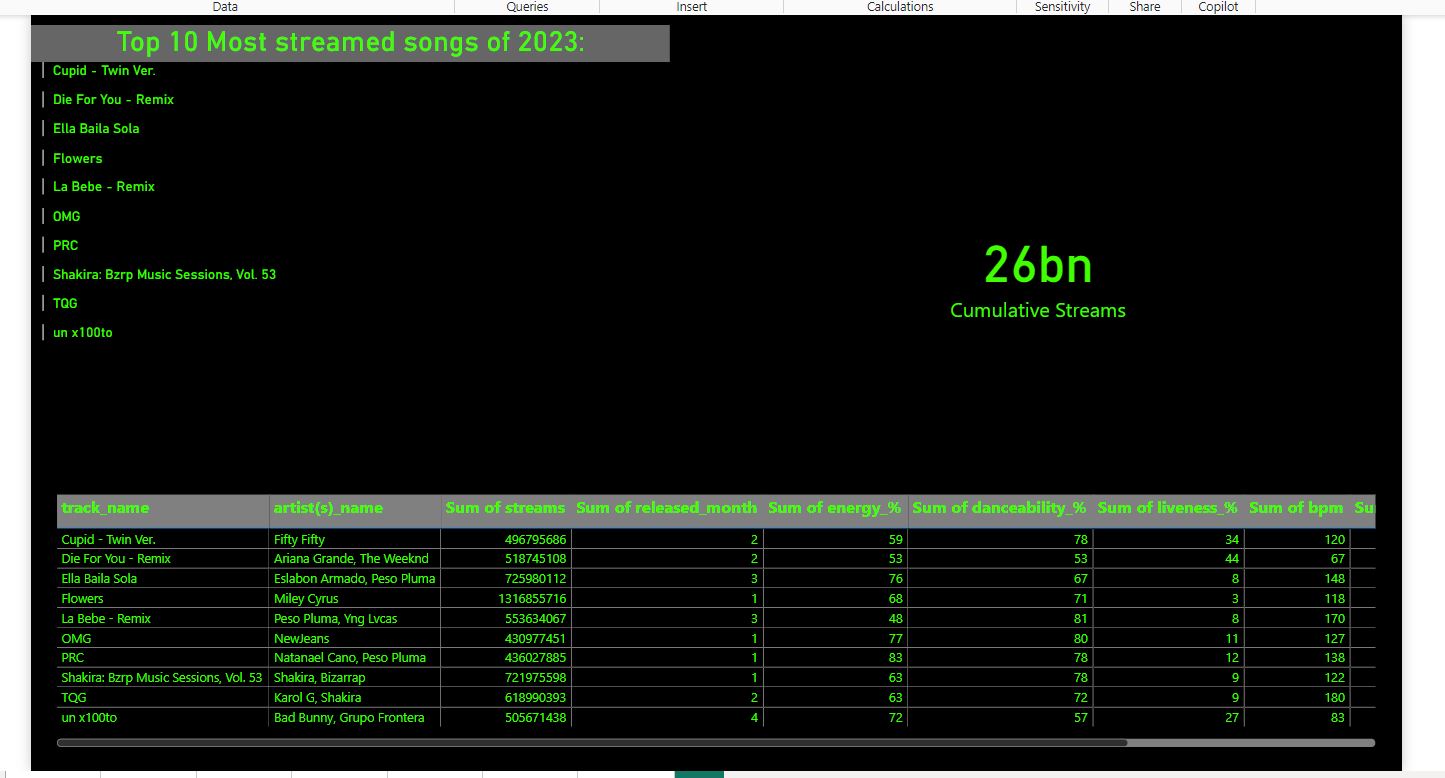 Data Queries Insert Calculations Sensitivity Share Copilot
Top 10 Most streamed songs of 2023:
Cupid - Twin Ver.
Die For You - Remix
Ella Baila Sola
Flowers
La Bebe - Remix
OMG
PRC
Shakira: Bzrp Music Sessions, Vol. 53
TQG
un x100to
26bn
Cumulative Streams
track_name artist(s)_name Sum of streams Sum of released_month Sum of energy_% Sum of danceability_% Sum of liveness_% Sum of bpm
Cupid - Twin Ver. Fifty Fifty 496795686 2 59 78 34 120
Die For You - Remix Ariana Grande, The Weeknd 518745108 2 53 53 44 67
Ella Baila Sola Eslabon Armado, Peso Pluma 725980112 3 76 67 8 148
Flowers Miley Cyrus 1316855716 1 68 71 3 118
La Bebe - Remix Peso Pluma, Yng Lvcas 553634067 3 48 81 8 170
OMG NewJeans 430977451 1 77 80 11 127
PRC Natanael Cano, Peso Pluma 436027885 1 83 78 12 138
Shakira: Bzrp Music Sessions, Vol. 53 Shakira, Bizarrap 721975598 1 63 78 9 122
TQG Karol G, Shakira 618990393 2 63 72 9 180
un x100to Bad Bunny, Grupo Frontera 505671438 4 72 57 27 83